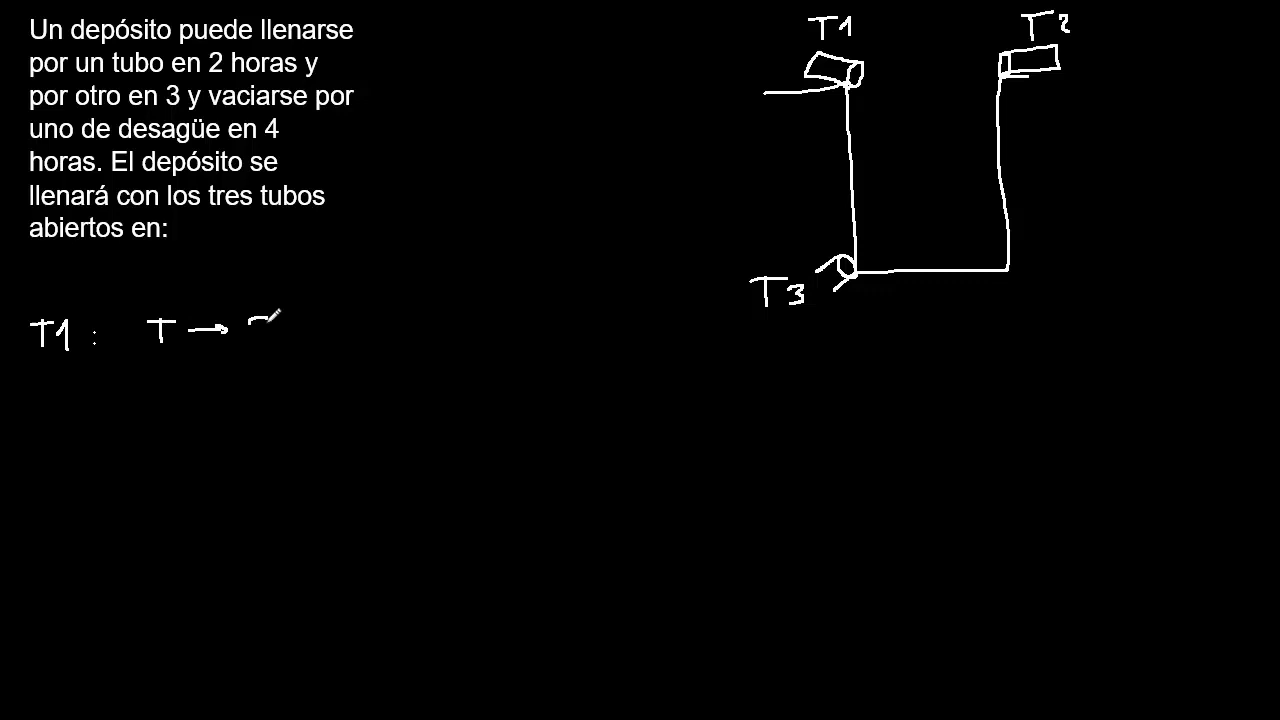 Un depósito puede llenarse
por un tubo en 2 horas y
por otro en 3 y vaciarse por
uno de desagüe en 4
horas. El depósito se
llenará con los tres tubos
abiertos en:
T1
T2
T3
T1 : T →